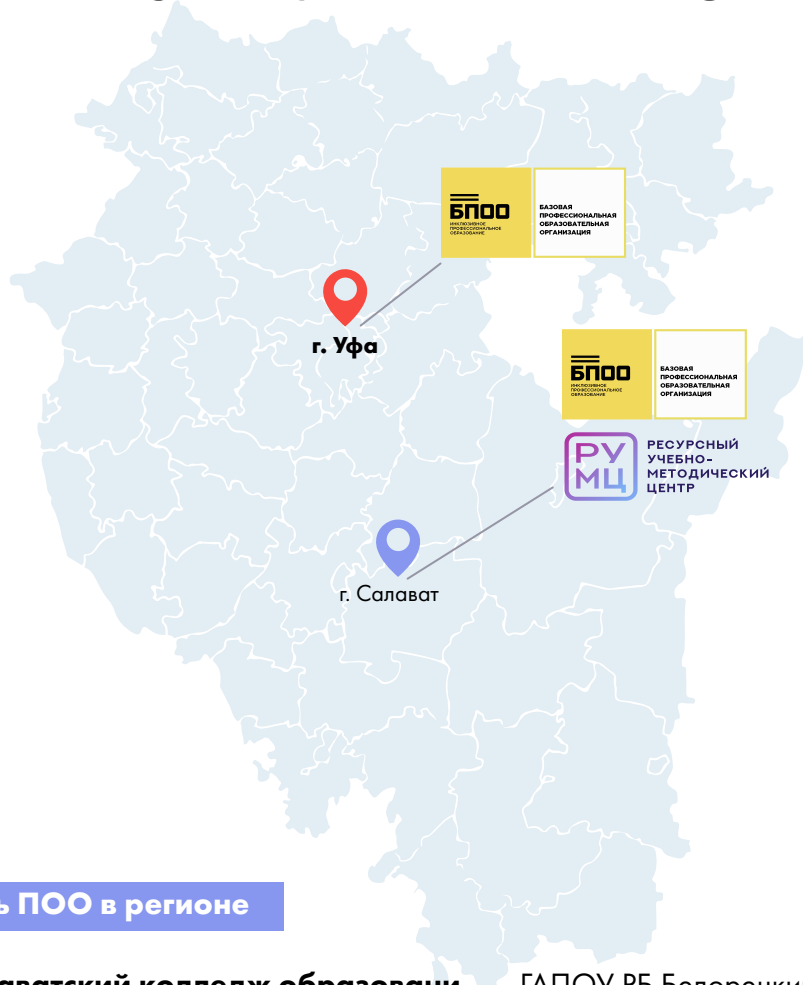 БПОО
ИНКЛЮЗИВНОЕ
ПРОФЕССИОНАЛЬНОЕ
ОБРАЗОВАНИЕ
БАЗОВАЯ
ПРОФЕССИОНАЛЬНАЯ
ОБРАЗОВАТЕЛЬНАЯ
ОРГАНИЗАЦИЯ
г. Уфа
БПОО
ИНКЛЮЗИВНОЕ
ПРОФЕССИОНАЛЬНОЕ
ОБРАЗОВАНИЕ
БАЗОВАЯ
ПРОФЕССИОНАЛЬНАЯ
ОБРАЗОВАТЕЛЬНАЯ
ОРГАНИЗАЦИЯ
РУ
МЦ
РЕСУРСНЫЙ
УЧЕБНО-
МЕТОДИЧЕСКИЙ
ЦЕНТР
г. Салават
ь ПОО в регионе